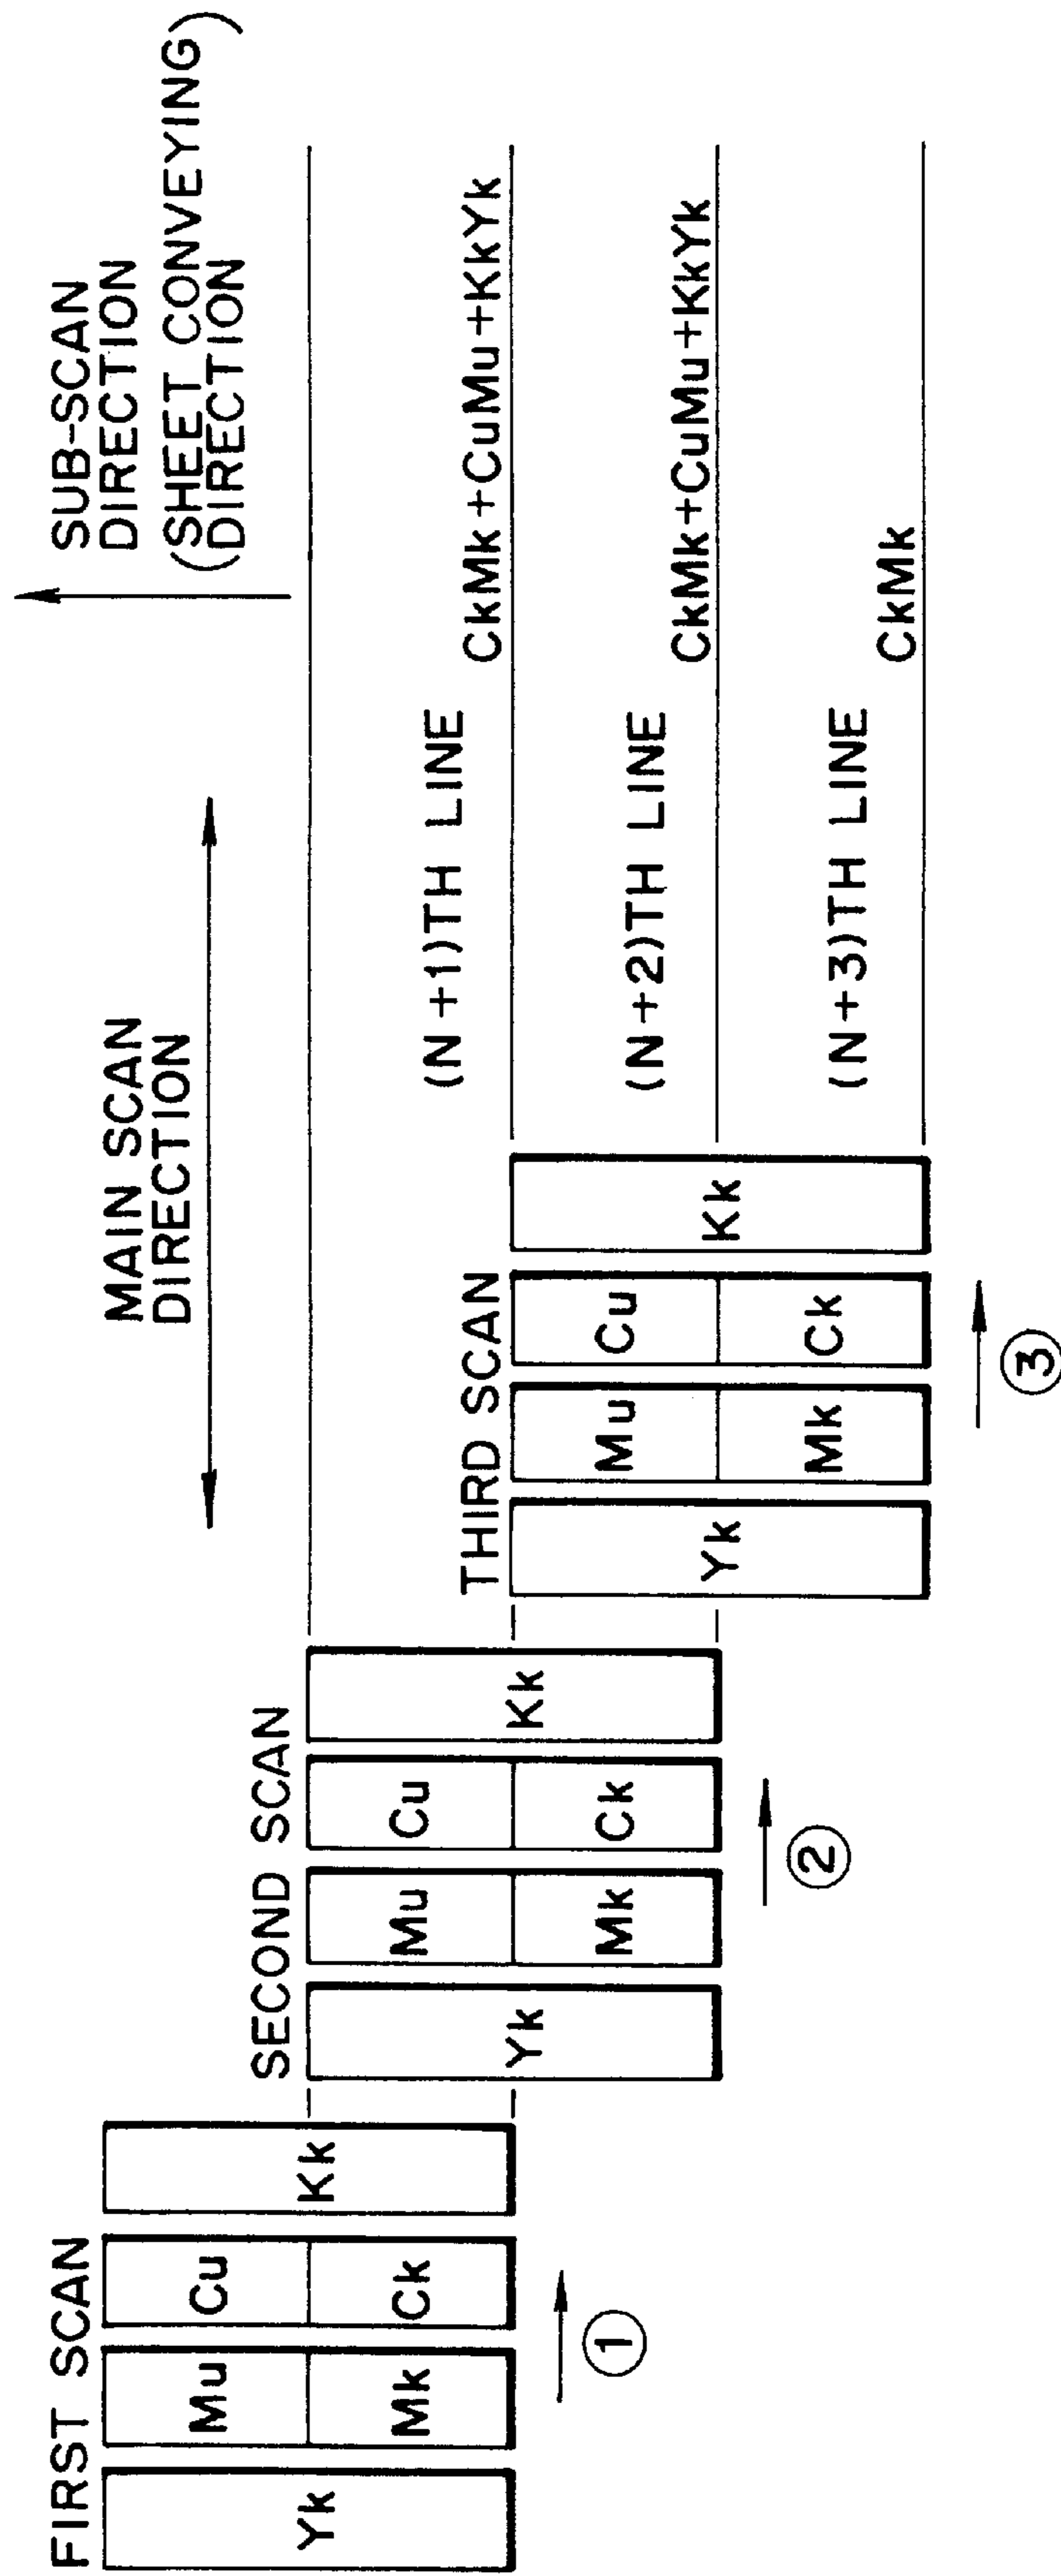 SUB-SCAN
DIRECTION
(SHEET CONVEYING)
(DIRECTION )
MAIN SCAN
DIRECTION
FIRST SCAN
Yk
Mu
Cu
Kk
Mk
Ck
1
SECOND SCAN
Yk
Mu
Cu
Kk
Mk
Ck
2
THIRD SCAN
Yk
Mu
Cu
Kk
Mk
Ck
3
(N+1)TH LINE
CkMk+CuMu+KkYk
(N+2)TH LINE
CkMk+CuMu+KkYk
(N+3)TH LINE
CkMk